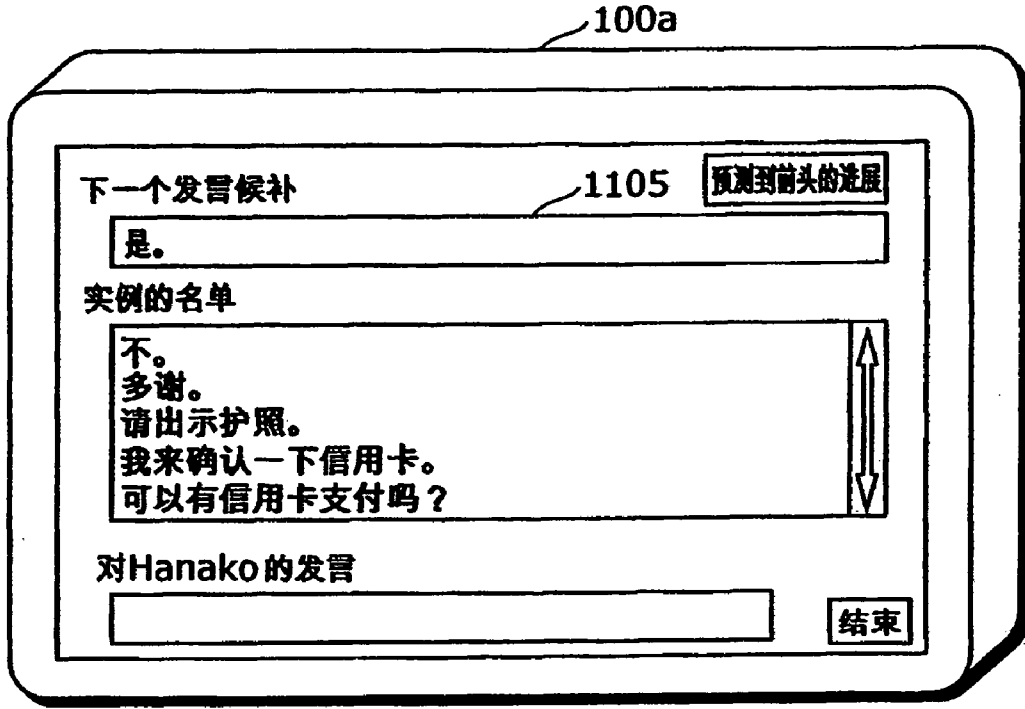 100a
下一个发言候补
1105
预测到前头的进展
是。
实例的名单
不。
多谢。
请出示护照。
我来确认一下信用卡。
可以有信用卡支付吗？
对Hanako的发言
结束